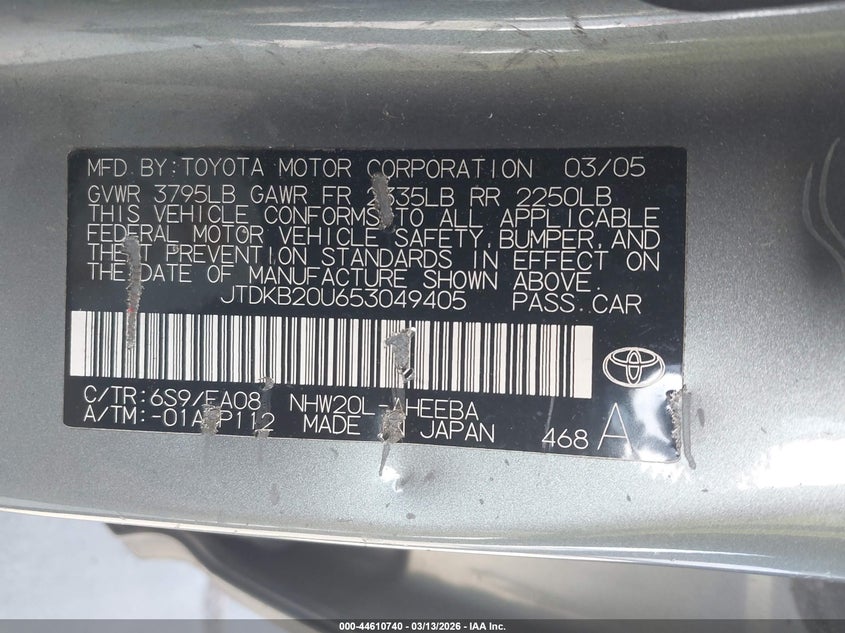 MFD BY:TOYOTA MOTOR CORPORATION 03/05
GVWR 3795LB GAWR FR 335LB RR 2250LB
THIS VEHICLE CONFORMS TO ALL APPLICABLE
FEDERAL MOTOR VEHICLE SAFETY, BUMPER, AND
THEFT PREVENTION STANDARDS IN EFFECT ON
THE DATE OF MANUFACTURE SHOWN ABOVE.
JTDKB20U653049405 PASS.CAR
C/TR:6S9/FA08 NHW20L- HEEBA
A/TM:-01A P112 MADE IN JAPAN 468 A
000-44610740 - 03/13/2026 - IAA Inc.